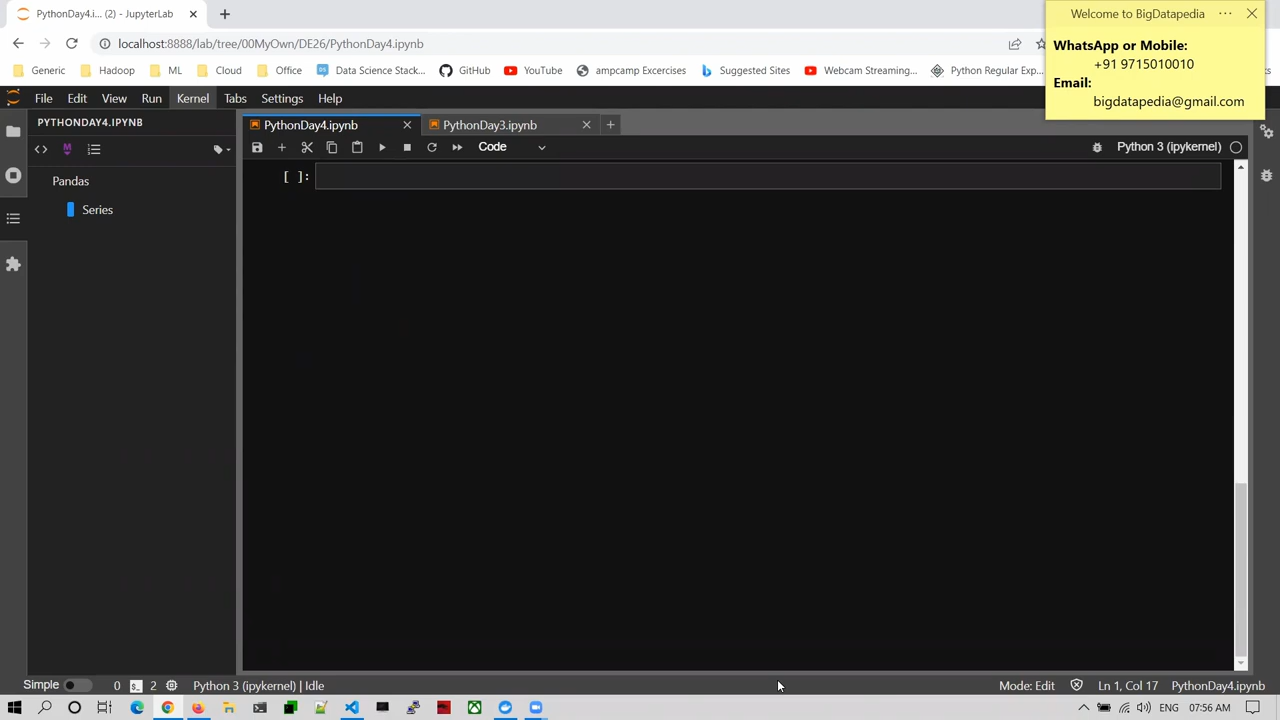 PythonDay4.i... (2) - JupyterLab
Welcome to BigDatapedia
WhatsApp or Mobile:
+91 9715010010
Email:
bigdatapedia@gmail.com
localhost:8888/lab/tree/00MyOwn/DE26/PythonDay4.ipynb
Generic Hadoop ML Cloud Office Data Science Stack... GitHub YouTube ampcamp Excercises Suggested Sites Webcam Streaming... Python Regular Exp...
File Edit View Run Kernel Tabs Settings Help
PYTHONDAY4.IPYNB
PythonDay4.ipynb PythonDay3.ipynb
Code
Python 3 (ipykernel)
Pandas
Series
[ ]:
Simple 0 2 Python 3 (ipykernel) | Idle Mode: Edit Ln 1, Col 17 PythonDay4.ipynb
ENG 07:56 AM